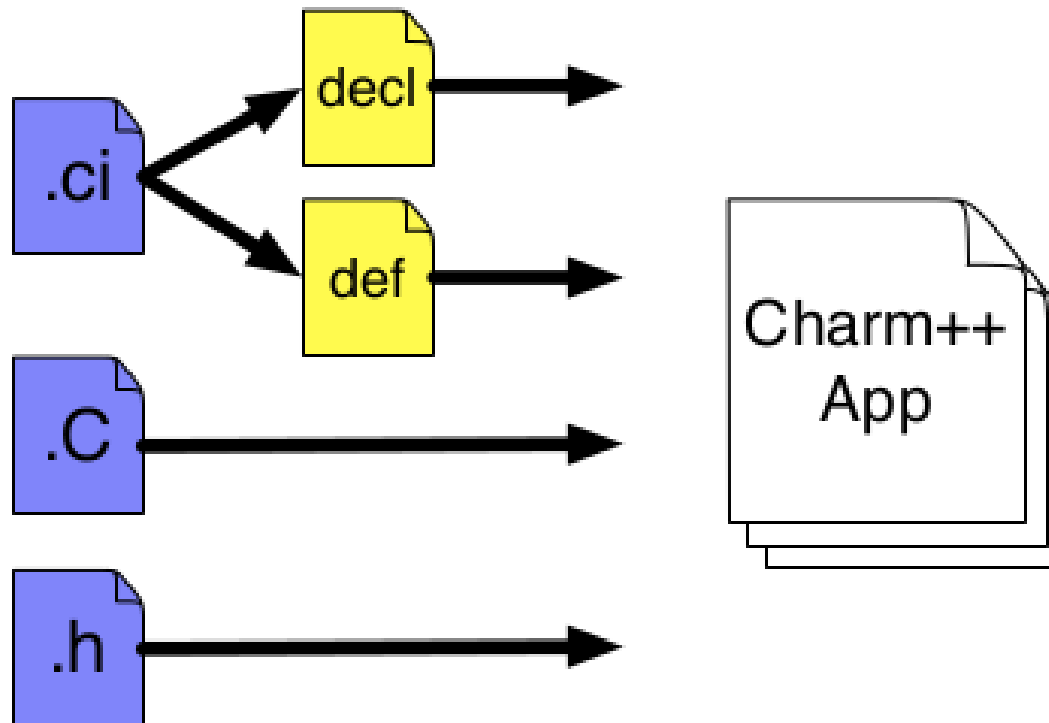 decl
.ci
def
Charm++
App
.C
.h